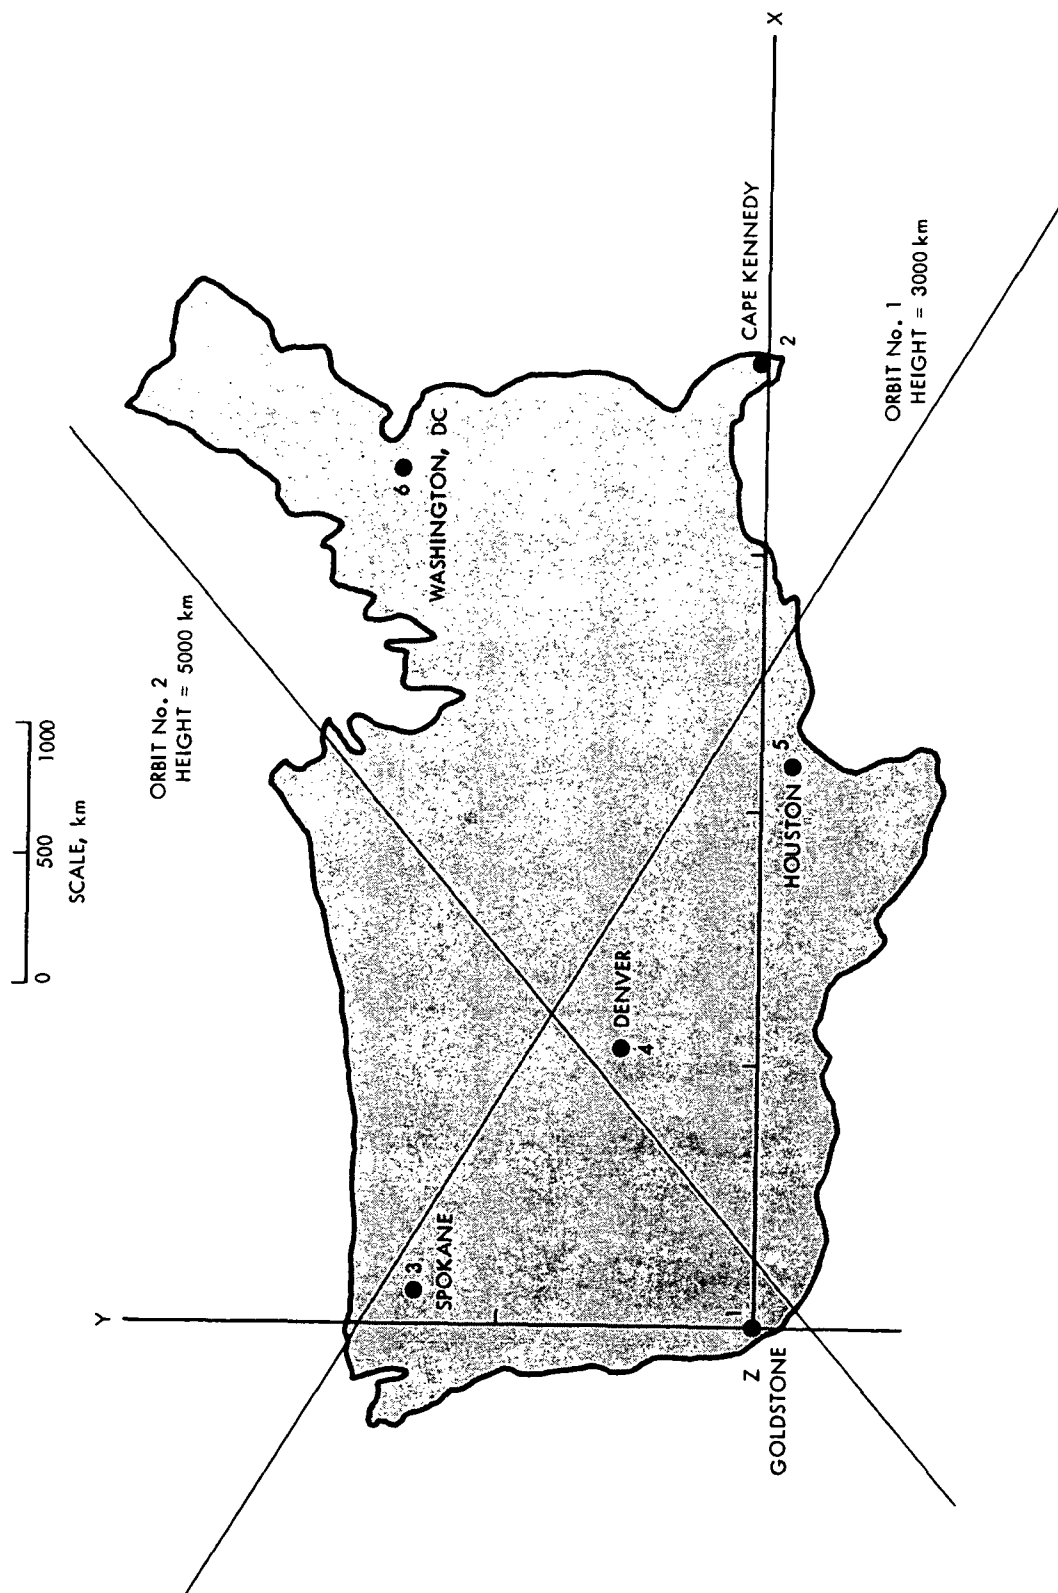 0 500 1000
SCALE, km
Y
X
ORBIT No. 2
HEIGHT = 5000 km
3
SPOKANE
6
WASHINGTON, DC
4
DENVER
1
Z
GOLDSTONE
HOUSTON 5
CAPE KENNEDY
2
ORBIT No. 1
HEIGHT = 3000 km